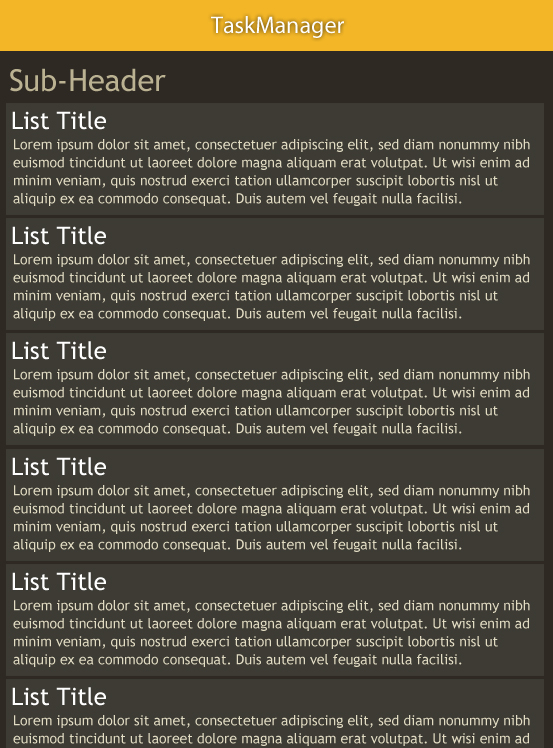 TaskManager
Sub-Header
List Title
Lorem ipsum dolor sit amet, consectetuer adipiscing elit, sed diam nonummy nibh
euismod tincidunt ut laoreet dolore magna aliquam erat volutpat. Ut wisi enim ad
minim veniam, quis nostrud exerci tation ullamcorper suscipit lobortis nisl ut
aliquip ex ea commodo consequat. Duis autem vel feugait nulla facilisi.
List Title
Lorem ipsum dolor sit amet, consectetuer adipiscing elit, sed diam nonummy nibh
euismod tincidunt ut laoreet dolore magna aliquam erat volutpat. Ut wisi enim ad
minim veniam, quis nostrud exerci tation ullamcorper suscipit lobortis nisl ut
aliquip ex ea commodo consequat. Duis autem vel feugait nulla facilisi.
List Title
Lorem ipsum dolor sit amet, consectetuer adipiscing elit, sed diam nonummy nibh
euismod tincidunt ut laoreet dolore magna aliquam erat volutpat. Ut wisi enim ad
minim veniam, quis nostrud exerci tation ullamcorper suscipit lobortis nisl ut
aliquip ex ea commodo consequat. Duis autem vel feugait nulla facilisi.
List Title
Lorem ipsum dolor sit amet, consectetuer adipiscing elit, sed diam nonummy nibh
euismod tincidunt ut laoreet dolore magna aliquam erat volutpat. Ut wisi enim ad
minim veniam, quis nostrud exerci tation ullamcorper suscipit lobortis nisl ut
aliquip ex ea commodo consequat. Duis autem vel feugait nulla facilisi.
List Title
Lorem ipsum dolor sit amet, consectetuer adipiscing elit, sed diam nonummy nibh
euismod tincidunt ut laoreet dolore magna aliquam erat volutpat. Ut wisi enim ad
minim veniam, quis nostrud exerci tation ullamcorper suscipit lobortis nisl ut
aliquip ex ea commodo consequat. Duis autem vel feugait nulla facilisi.
List Title
Lorem ipsum dolor sit amet, consectetuer adipiscing elit, sed diam nonummy nibh
euismod tincidunt ut laoreet dolore magna aliquam erat volutpat. Ut wisi enim ad